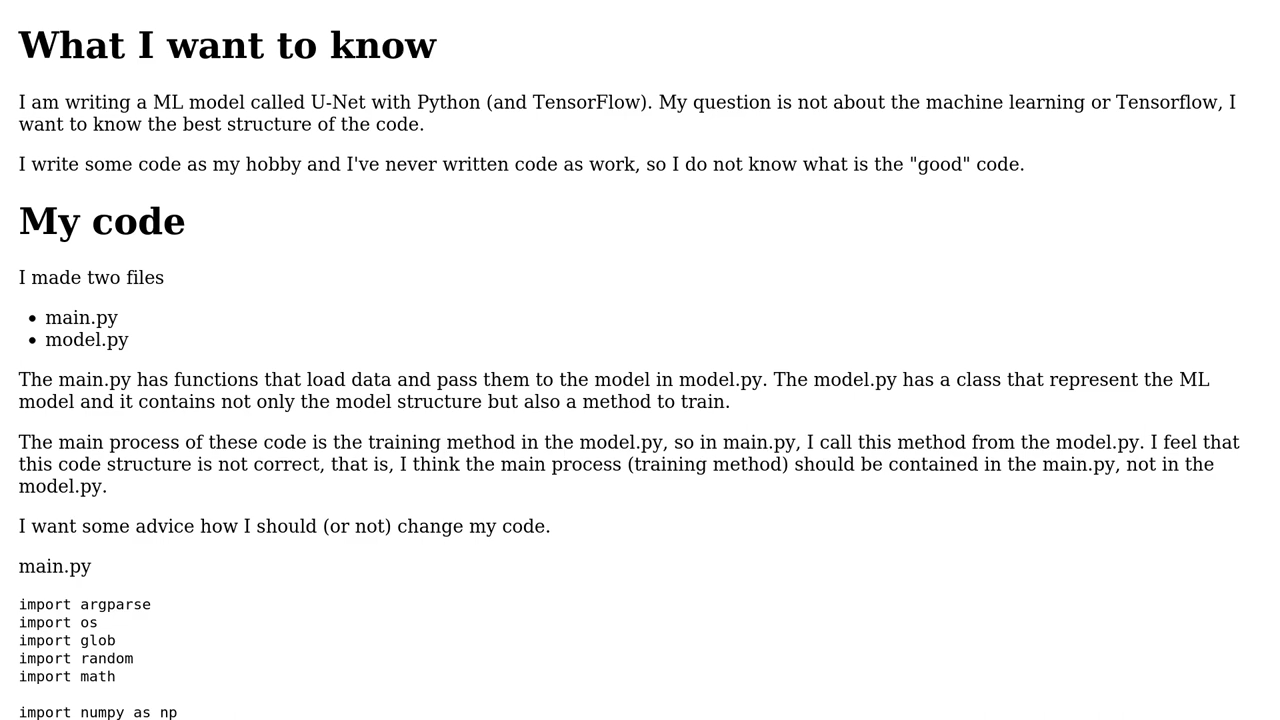 What I want to know
I am writing a ML model called U-Net with Python (and TensorFlow). My question is not about the machine learning or Tensorflow, I
want to know the best structure of the code.
I write some code as my hobby and I've never written code as work, so I do not know what is the "good" code.
My code
I made two files
• main.py
• model.py
The main.py has functions that load data and pass them to the model in model.py. The model.py has a class that represent the ML
model and it contains not only the model structure but also a method to train.
The main process of these code is the training method in the model.py, so in main.py, I call this method from the model.py. I feel that
this code structure is not correct, that is, I think the main process (training method) should be contained in the main.py, not in the
model.py.
I want some advice how I should (or not) change my code.
main.py
import argparse
import os
import glob
import random
import math
import numpy as np